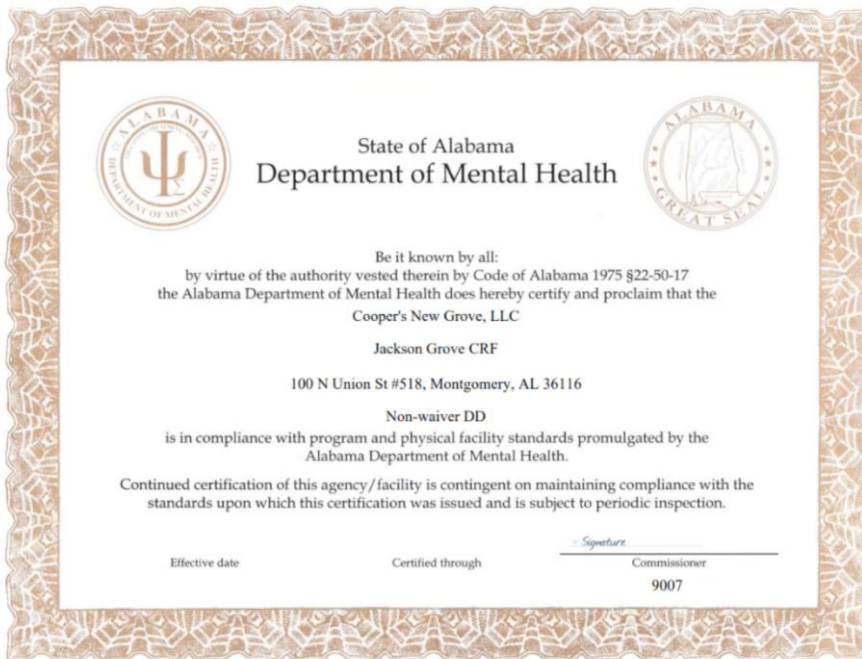 ALABAMA
DEPARTMENT OF MENTAL HEALTH
ALABAMA
GREAT SEAL
State of Alabama
Department of Mental Health
Be it known by all:
by virtue of the authority vested therein by Code of Alabama 1975 §22-50-17
the Alabama Department of Mental Health does hereby certify and proclaim that the
Cooper's New Grove, LLC
Jackson Grove CRF
100 N Union St #518, Montgomery, AL 36116
Non-waiver DD
is in compliance with program and physical facility standards promulgated by the
Alabama Department of Mental Health.
Continued certification of this agency/facility is contingent on maintaining compliance with the
standards upon which this certification was issued and is subject to periodic inspection.
Signature
Effective date
Certified through
Commissioner
9007